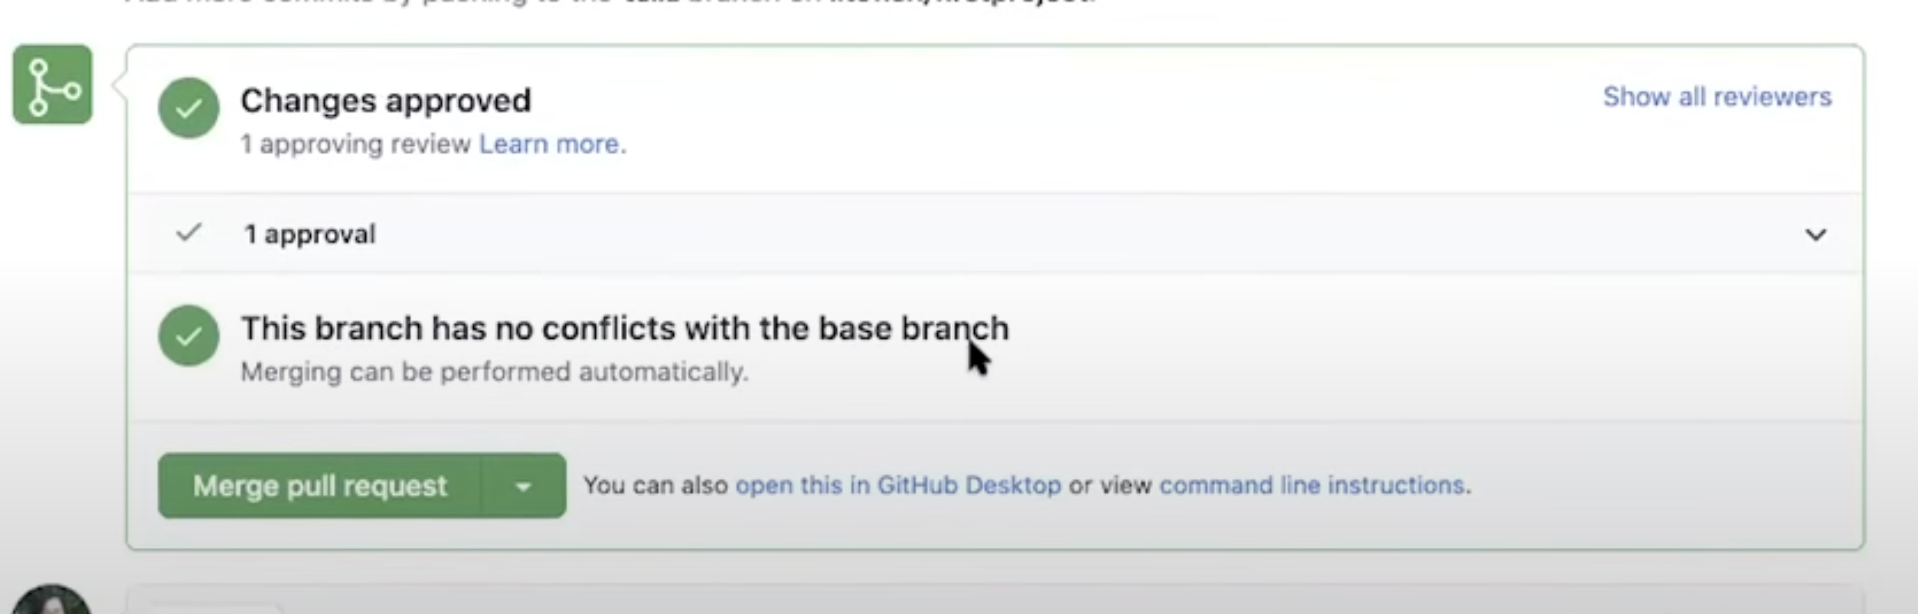 Changes approved
Show all reviewers
1 approving review Learn more.
1 approval
This branch has no conflicts with the base branch
Merging can be performed automatically.
Merge pull request
You can also open this in GitHub Desktop or view command line instructions.